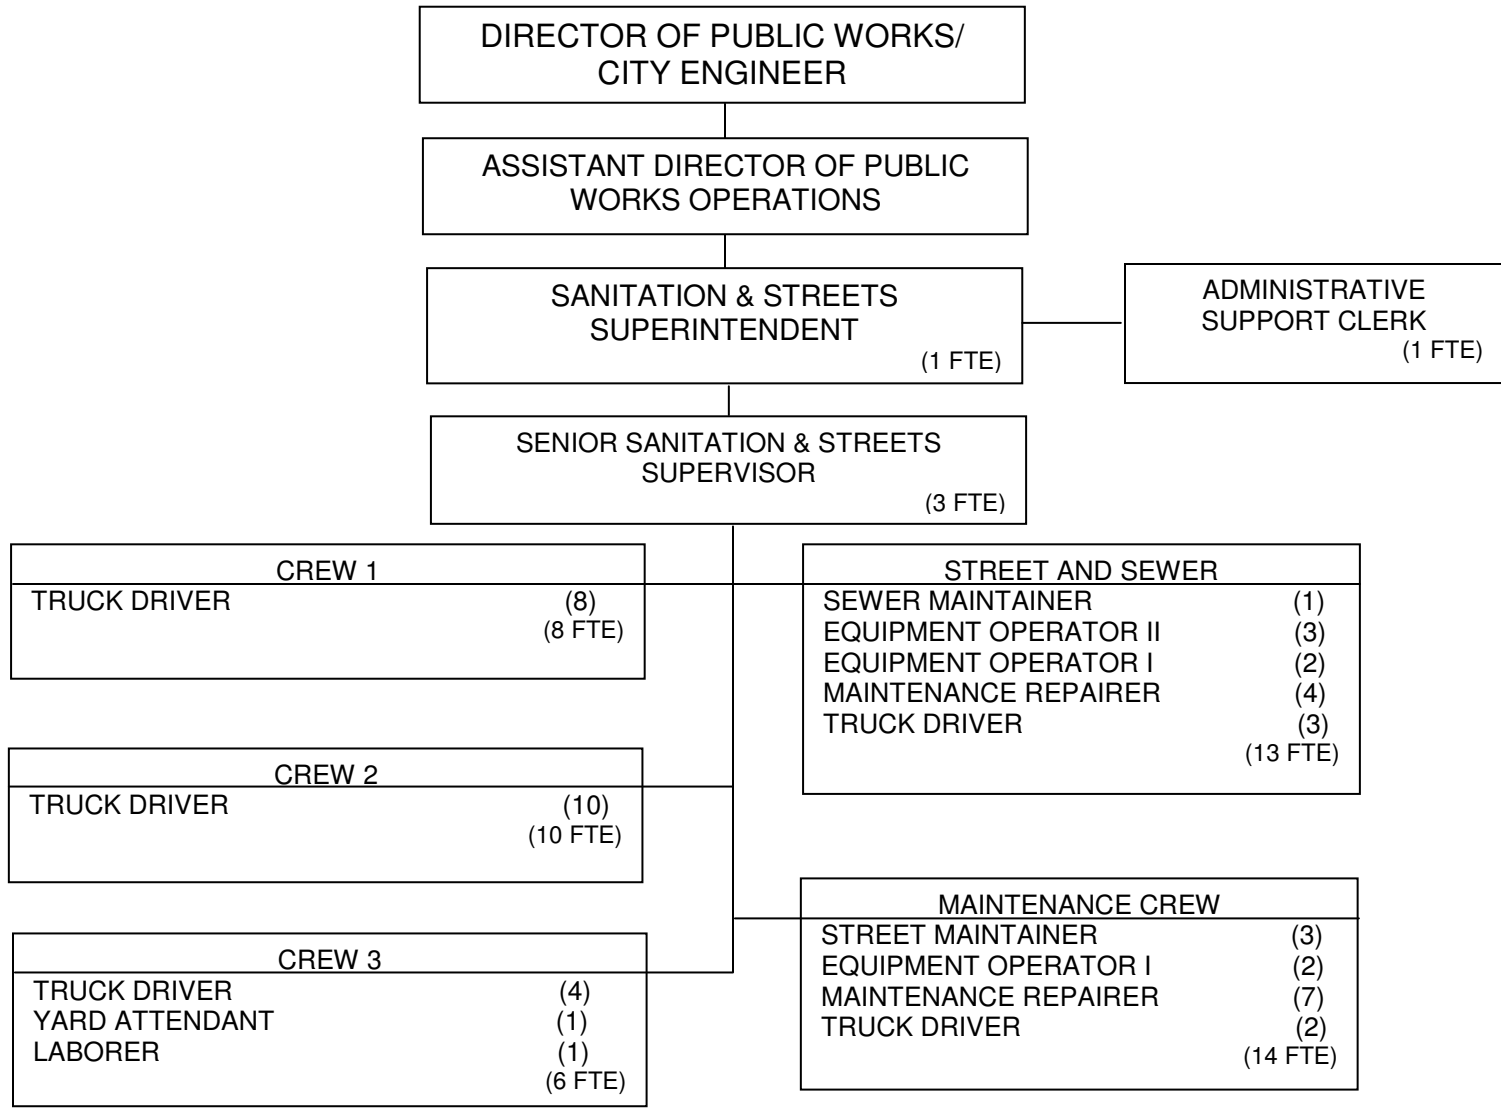 DIRECTOR OF PUBLIC WORKS/
CITY ENGINEER
ASSISTANT DIRECTOR OF PUBLIC
WORKS OPERATIONS
SANITATION & STREETS
SUPERINTENDENT
(1 FTE)
ADMINISTRATIVE
SUPPORT CLERK
(1 FTE)
SENIOR SANITATION & STREETS
SUPERVISOR
(3 FTE)
CREW 1
TRUCK DRIVER (8)
(8 FTE)
STREET AND SEWER
SEWER MAINTAINER (1)
EQUIPMENT OPERATOR II (3)
EQUIPMENT OPERATOR I (2)
MAINTENANCE REPAIRER (4)
TRUCK DRIVER (3)
(13 FTE)
CREW 2
TRUCK DRIVER (10)
(10 FTE)
MAINTENANCE CREW
STREET MAINTAINER (3)
EQUIPMENT OPERATOR I (2)
MAINTENANCE REPAIRER (7)
TRUCK DRIVER (2)
(14 FTE)
CREW 3
TRUCK DRIVER (4)
YARD ATTENDANT (1)
LABORER (1)
(6 FTE)